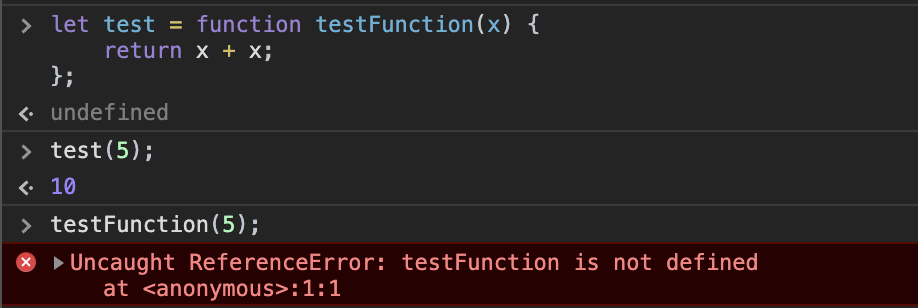 let test = function testFunction(x) {
return x + x;
};
undefined
test(5);
10
testFunction(5);
Uncaught ReferenceError: testFunction is not defined
at <anonymous>:1:1